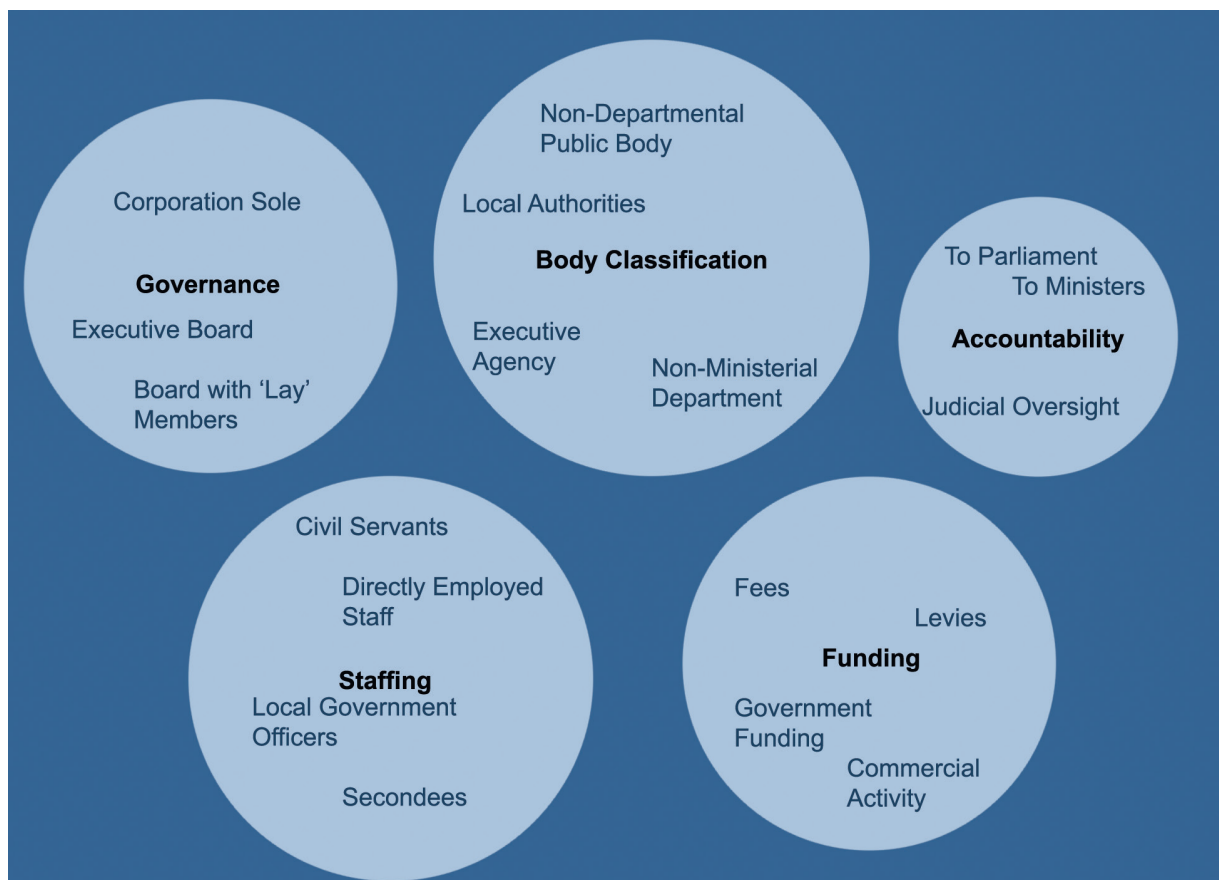 Corporation Sole
Governance
Executive Board
Board with ‘Lay’
Members
Non-Departmental
Public Body
Local Authorities
Body Classification
Executive
Agency
Non-Ministerial
Department
To Parliament
To Ministers
Accountability
Judicial Oversight
Civil Servants
Directly Employed
Staff
Staffing
Local Government
Officers
Secondees
Fees
Levies
Funding
Government
Funding
Commercial
Activity